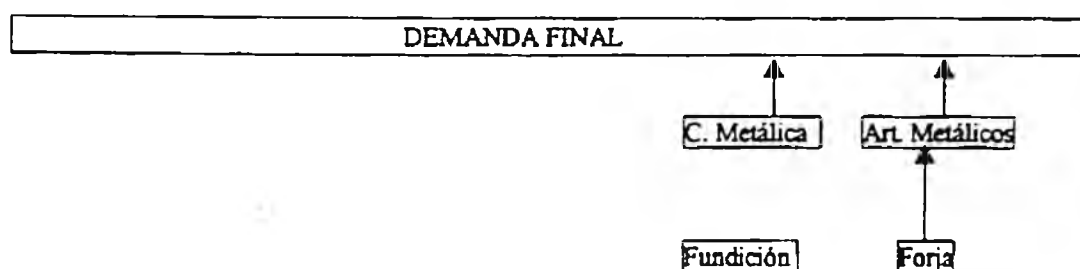 DEMANDA FINAL
C. Metálica
Art. Metálicos
Fundición
Forja